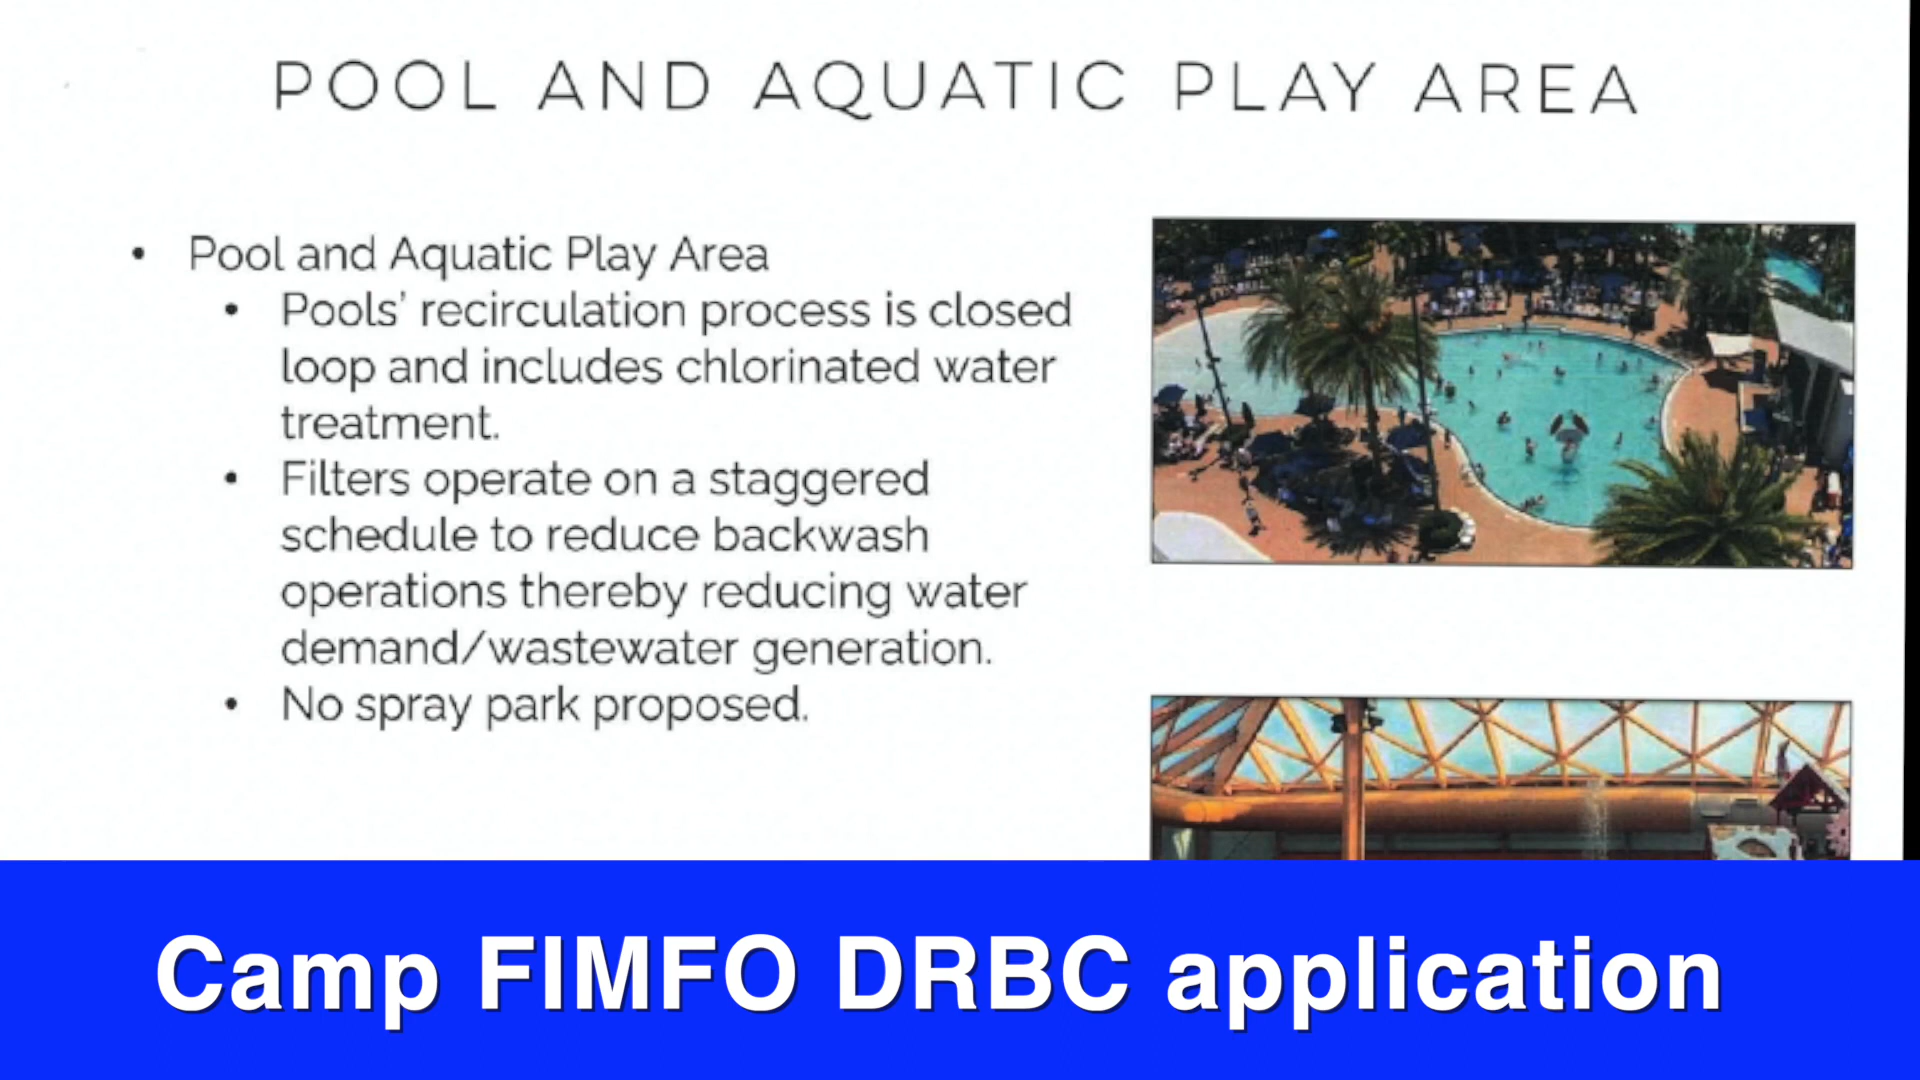 POOL AND AQUATIC PLAY AREA
• Pool and Aquatic Play Area
• Pools' recirculation process is closed
loop and includes chlorinated water
treatment.
• Filters operate on a staggered
schedule to reduce backwash
operations thereby reducing water
demand/wastewater generation.
• No spray park proposed.
Camp FIMFO DRBC application